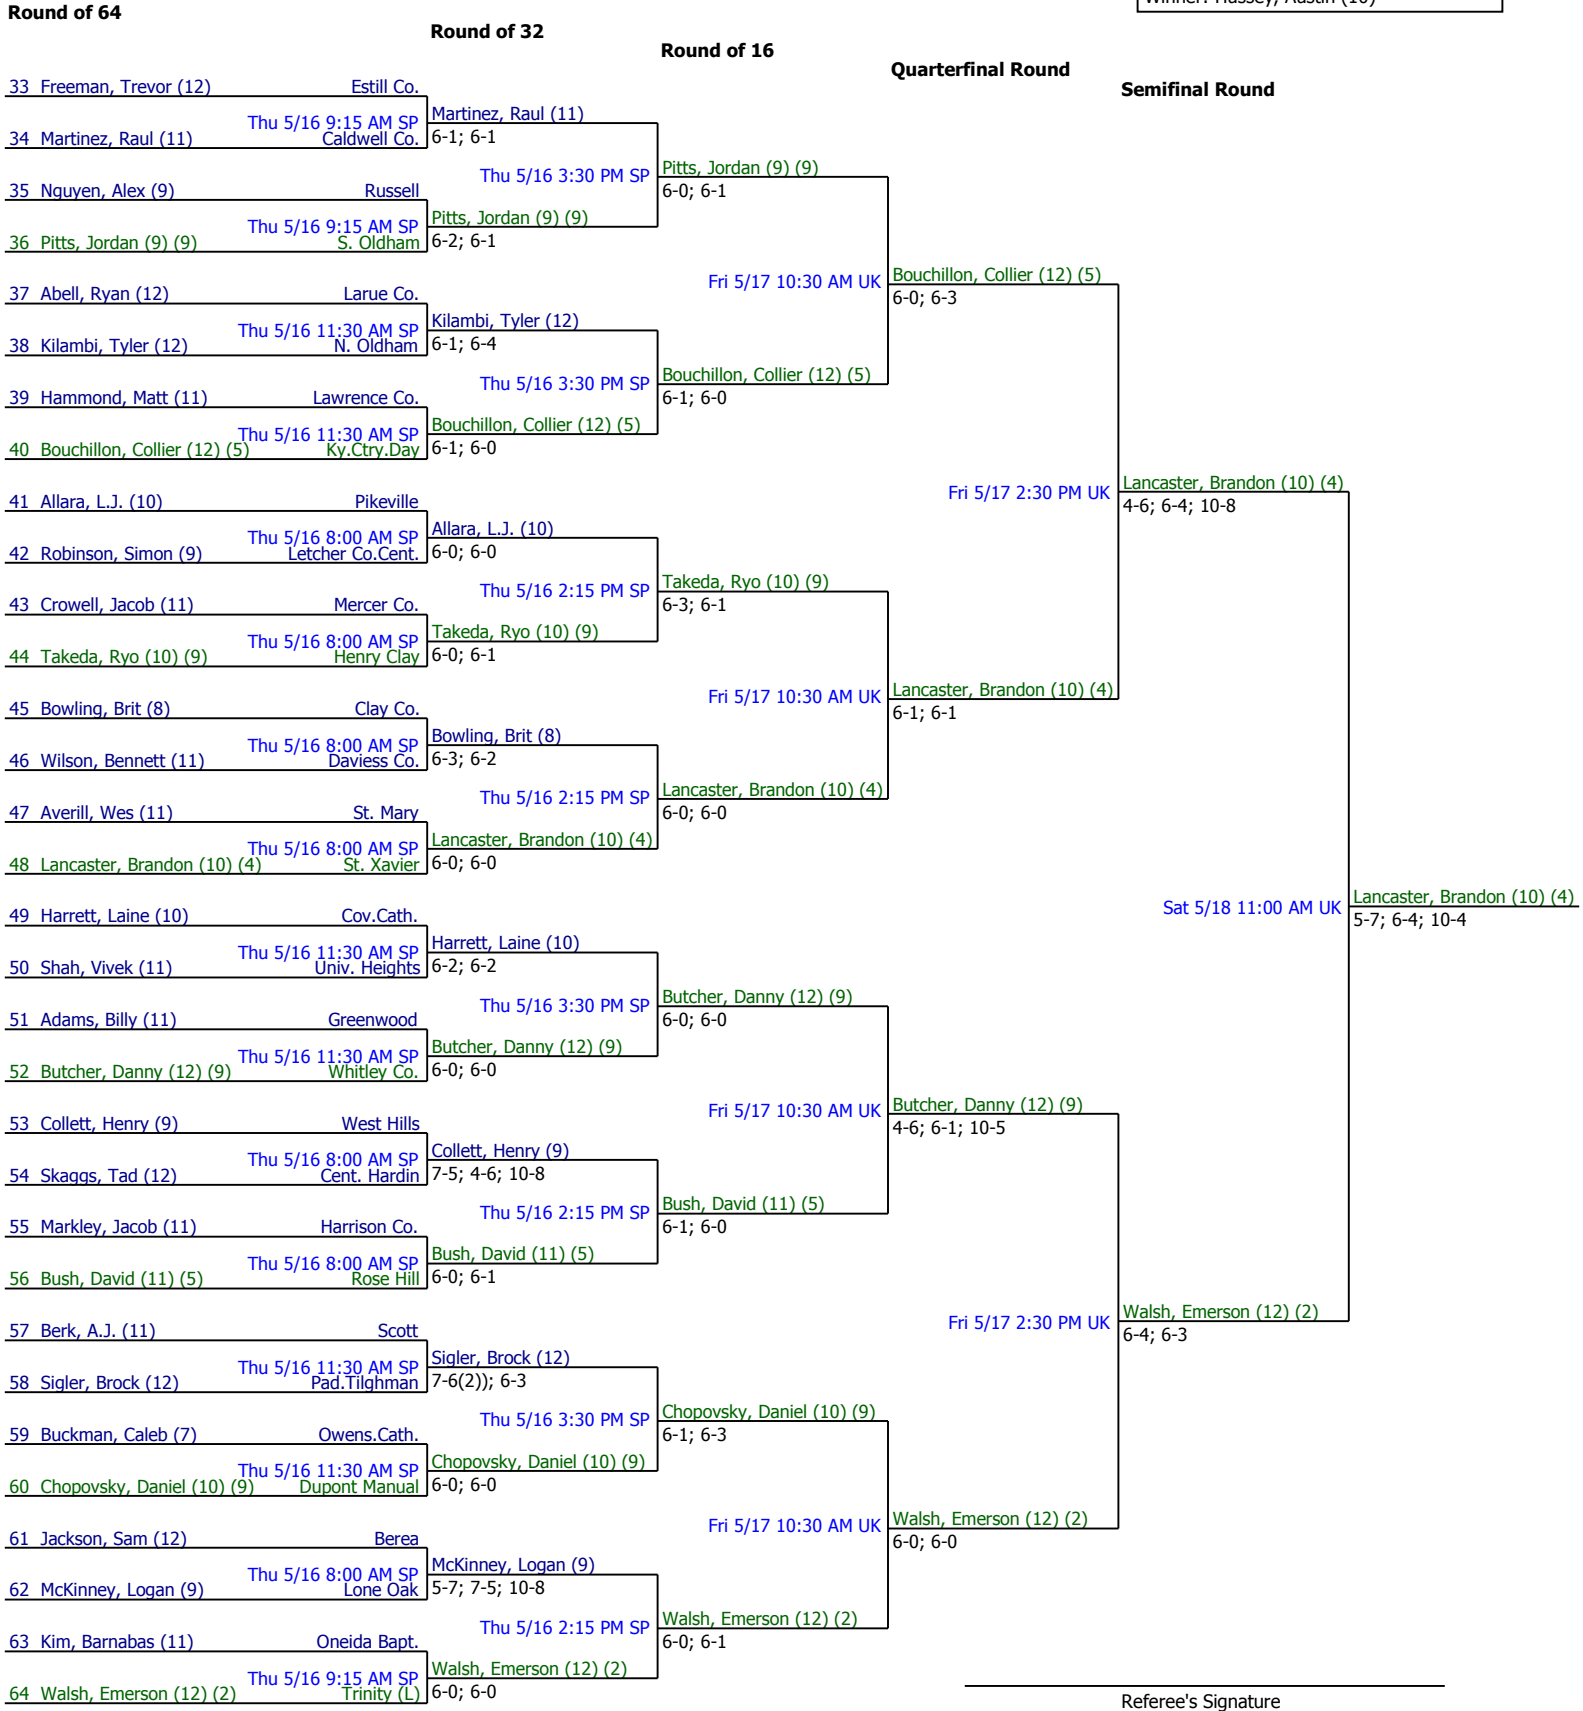 Winner: Hussey, Austin (10)
Round of 64
Round of 32
Round of 16
Quarterfinal Round
Semifinal Round
33 Freeman, Trevor (12) Estill Co.
Thu 5/16 9:15 AM SP
34 Martinez, Raul (11) Caldwell Co.
Martinez, Raul (11)
6-1; 6-1
Thu 5/16 3:30 PM SP
35 Nguyen, Alex (9) Russell
Thu 5/16 9:15 AM SP
36 Pitts, Jordan (9) (9) S. Oldham
Pitts, Jordan (9) (9)
6-2; 6-1
Pitts, Jordan (9) (9)
6-0; 6-1
Fri 5/17 10:30 AM UK
37 Abell, Ryan (12) Larue Co.
Thu 5/16 11:30 AM SP
38 Kilambi, Tyler (12) N. Oldham
Kilambi, Tyler (12)
6-1; 6-4
Thu 5/16 3:30 PM SP
39 Hammond, Matt (11) Lawrence Co.
Thu 5/16 11:30 AM SP
40 Bouchillon, Collier (12) (5) Ky.Ctry.Day
Bouchillon, Collier (12) (5)
6-1; 6-0
Bouchillon, Collier (12) (5)
6-1; 6-0
Bouchillon, Collier (12) (5)
6-0; 6-3
Fri 5/17 2:30 PM UK
41 Allara, L.J. (10) Pikeville
Thu 5/16 8:00 AM SP
42 Robinson, Simon (9) Letcher Co.Cent.
Allara, L.J. (10)
6-0; 6-0
Thu 5/16 2:15 PM SP
43 Crowell, Jacob (11) Mercer Co.
Thu 5/16 8:00 AM SP
44 Takeda, Ryo (10) (9) Henry Clay
Takeda, Ryo (10) (9)
6-0; 6-1
Takeda, Ryo (10) (9)
6-3; 6-1
Fri 5/17 10:30 AM UK
45 Bowling, Brit (8) Clay Co.
Thu 5/16 8:00 AM SP
46 Wilson, Bennett (11) Daviess Co.
Bowling, Brit (8)
6-3; 6-2
Thu 5/16 2:15 PM SP
47 Averill, Wes (11) St. Mary
Thu 5/16 8:00 AM SP
48 Lancaster, Brandon (10) (4) St. Xavier
Lancaster, Brandon (10) (4)
6-0; 6-0
Lancaster, Brandon (10) (4)
6-0; 6-0
Lancaster, Brandon (10) (4)
6-1; 6-1
Lancaster, Brandon (10) (4)
4-6; 6-4; 10-8
Sat 5/18 11:00 AM UK
Lancaster, Brandon (10) (4)
5-7; 6-4; 10-4
49 Harrett, Laine (10) Cov.Cath.
Thu 5/16 11:30 AM SP
50 Shah, Vivek (11) Univ. Heights
Harrett, Laine (10)
6-2; 6-2
Thu 5/16 3:30 PM SP
51 Adams, Billy (11) Greenwood
Thu 5/16 11:30 AM SP
52 Butcher, Danny (12) (9) Whitley Co.
Butcher, Danny (12) (9)
6-0; 6-0
Butcher, Danny (12) (9)
6-0; 6-0
Fri 5/17 10:30 AM UK
53 Collett, Henry (9) West Hills
Thu 5/16 8:00 AM SP
54 Skaggs, Tad (12) Cent. Hardin
Collett, Henry (9)
7-5; 4-6; 10-8
Thu 5/16 2:15 PM SP
55 Markley, Jacob (11) Harrison Co.
Thu 5/16 8:00 AM SP
56 Bush, David (11) (5) Rose Hill
Bush, David (11) (5)
6-0; 6-1
Bush, David (11) (5)
6-1; 6-0
Butcher, Danny (12) (9)
4-6; 6-1; 10-5
Fri 5/17 2:30 PM UK
57 Berk, A.J. (11) Scott
Thu 5/16 11:30 AM SP
58 Sigler, Brock (12) Pad.Tilghman
Sigler, Brock (12)
7-6(2)); 6-3
Thu 5/16 3:30 PM SP
59 Buckman, Caleb (7) Owens.Cath.
Thu 5/16 11:30 AM SP
60 Chopovsky, Daniel (10) (9) Dupont Manual
Chopovsky, Daniel (10) (9)
6-0; 6-0
Chopovsky, Daniel (10) (9)
6-1; 6-3
Fri 5/17 10:30 AM UK
61 Jackson, Sam (12) Berea
Thu 5/16 8:00 AM SP
62 McKinney, Logan (9) Lone Oak
McKinney, Logan (9)
5-7; 7-5; 10-8
Thu 5/16 2:15 PM SP
63 Kim, Barnabas (11) Oneida Bapt.
Thu 5/16 9:15 AM SP
64 Walsh, Emerson (12) (2) Trinity (L)
Walsh, Emerson (12) (2)
6-0; 6-0
Walsh, Emerson (12) (2)
6-0; 6-1
Walsh, Emerson (12) (2)
6-0; 6-0
Walsh, Emerson (12) (2)
6-4; 6-3
Referee's Signature